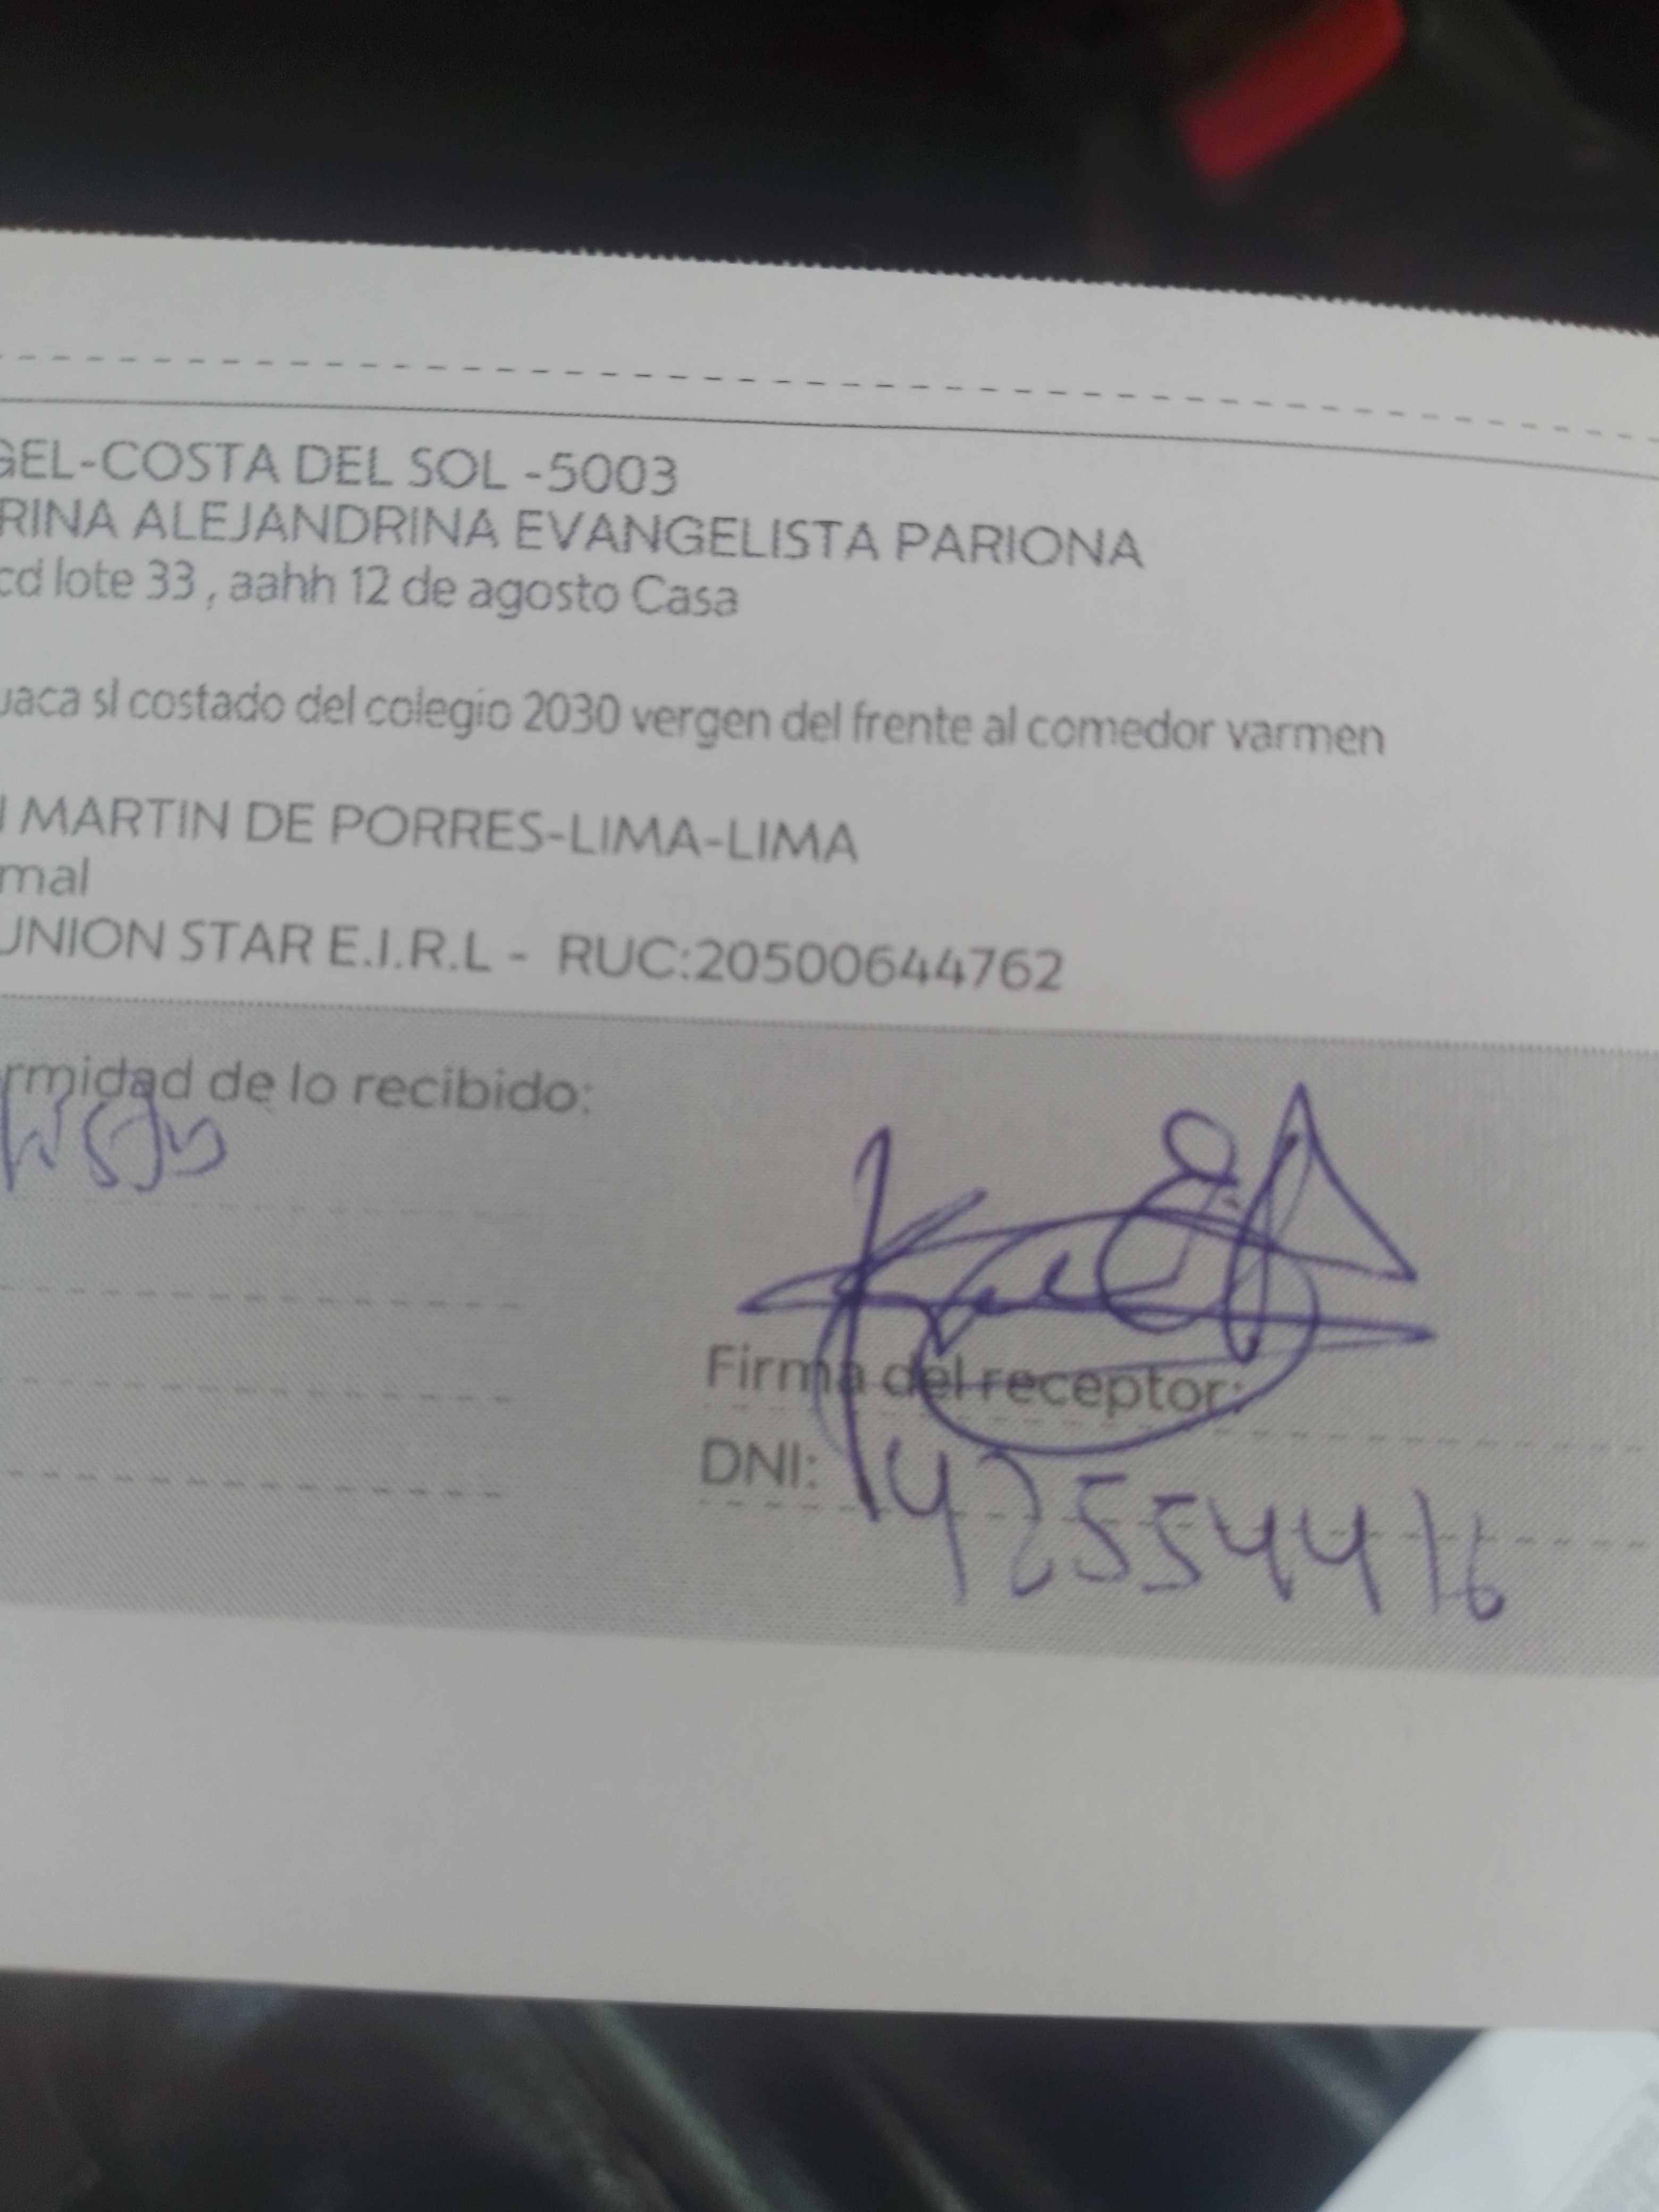 GEL-COSTA DEL SOL -5003
RINA ALEJANDRINA EVANGELISTA PARIONA
cd lote 33 , aahh 12 de agosto Casa
uaca sl costado del colegio 2030 vergen del frente al comedor varmen
N MARTIN DE PORRES-LIMA-LIMA
mal
UNION STAR E.I.R.L - RUC:20500644762
rmidad de lo recibido:
Firma del receptor:
DNI: 42554416